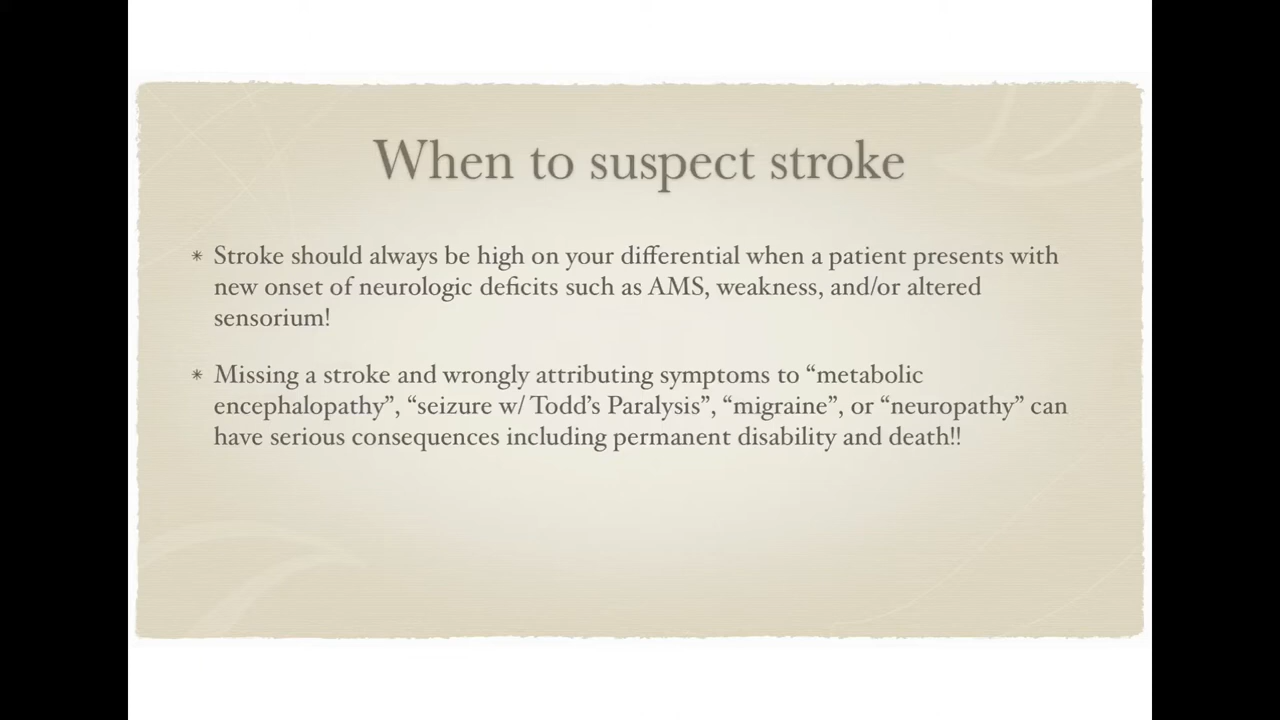 When to suspect stroke
* Stroke should always be high on your differential when a patient presents with
new onset of neurologic deficits such as AMS, weakness, and/or altered
sensorium!
* Missing a stroke and wrongly attributing symptoms to “metabolic
encephalopathy”, “seizure w/ Todd’s Paralysis”, “migraine”, or “neuropathy” can
have serious consequences including permanent disability and death!!